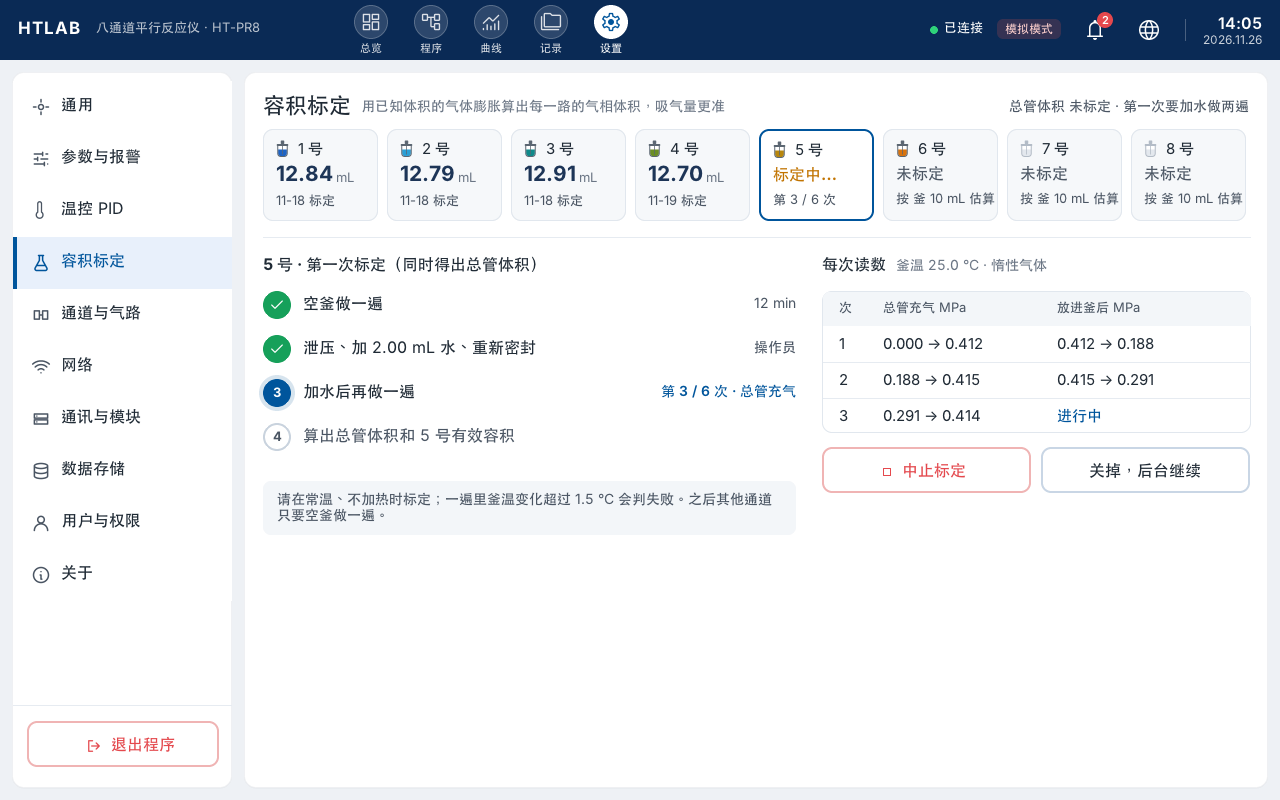 HTLAB 八通道平行反应仪 · HT-PR8
总览 程序 曲线 记录 设置
已连接 模拟模式 2 14:05
2026.11.26
通用
参数与报警
温控 PID
容积标定
通道与气路
网络
通讯与模块
数据存储
用户与权限
关于
退出程序
容积标定 用已知体积的气体膨胀算出每一路的气相体积，吸气量更准 总管体积 未标定 · 第一次要加水做两遍
1 号
12.84 mL
11-18 标定
2 号
12.79 mL
11-18 标定
3 号
12.91 mL
11-18 标定
4 号
12.70 mL
11-19 标定
5 号
标定中…
第 3 / 6 次
6 号
未标定
按 釜 10 mL 估算
7 号
未标定
按 釜 10 mL 估算
8 号
未标定
按 釜 10 mL 估算
5 号 · 第一次标定（同时得出总管体积）
空釜做一遍 12 min
泄压、加 2.00 mL 水、重新密封 操作员
3 加水后再做一遍 第 3 / 6 次 · 总管充气
4 算出总管体积和 5 号有效容积
请在常温、不加热时标定；一遍里釜温变化超过 1.5 °C 会判失败。之后其他通道
只要空釜做一遍。
每次读数 釜温 25.0 °C · 惰性气体
次 总管充气 MPa 放进釜后 MPa
1 0.000 → 0.412 0.412 → 0.188
2 0.188 → 0.415 0.415 → 0.291
3 0.291 → 0.414 进行中
中止标定 关掉，后台继续